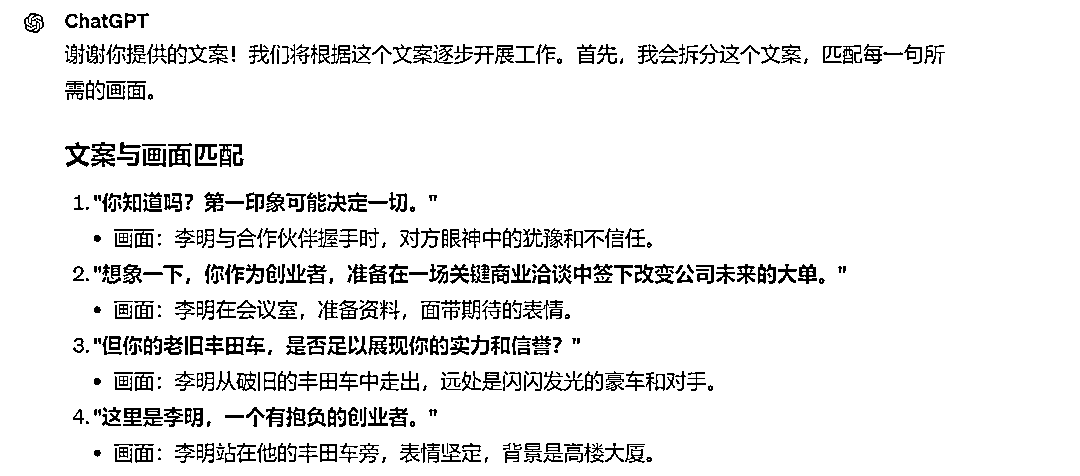 ChatGPT
谢谢你提供的文案！我们将根据这个文案逐步开展工作。首先，我会拆分这个文案，匹配每一句所
需的画面。
文案与画面匹配
1. "你知道吗？第一印象可能决定一切。"
• 画面：李明与合作伙伴握手时，对方眼神中的犹豫和不信任。
2. "想象一下，你作为创业者，准备在一场关键商业洽谈中签下改变公司未来的大单。"
• 画面：李明在会议室，准备资料，面带期待的表情。
3. "但你的老旧丰田车，是否足以展现你的实力和信誉？"
• 画面：李明从破旧的丰田车中走出，远处是闪闪发光的豪车和对手。
4. "这里是李明，一个有抱负的创业者。"
• 画面：李明站在他的丰田车旁，表情坚定，背景是高楼大厦。